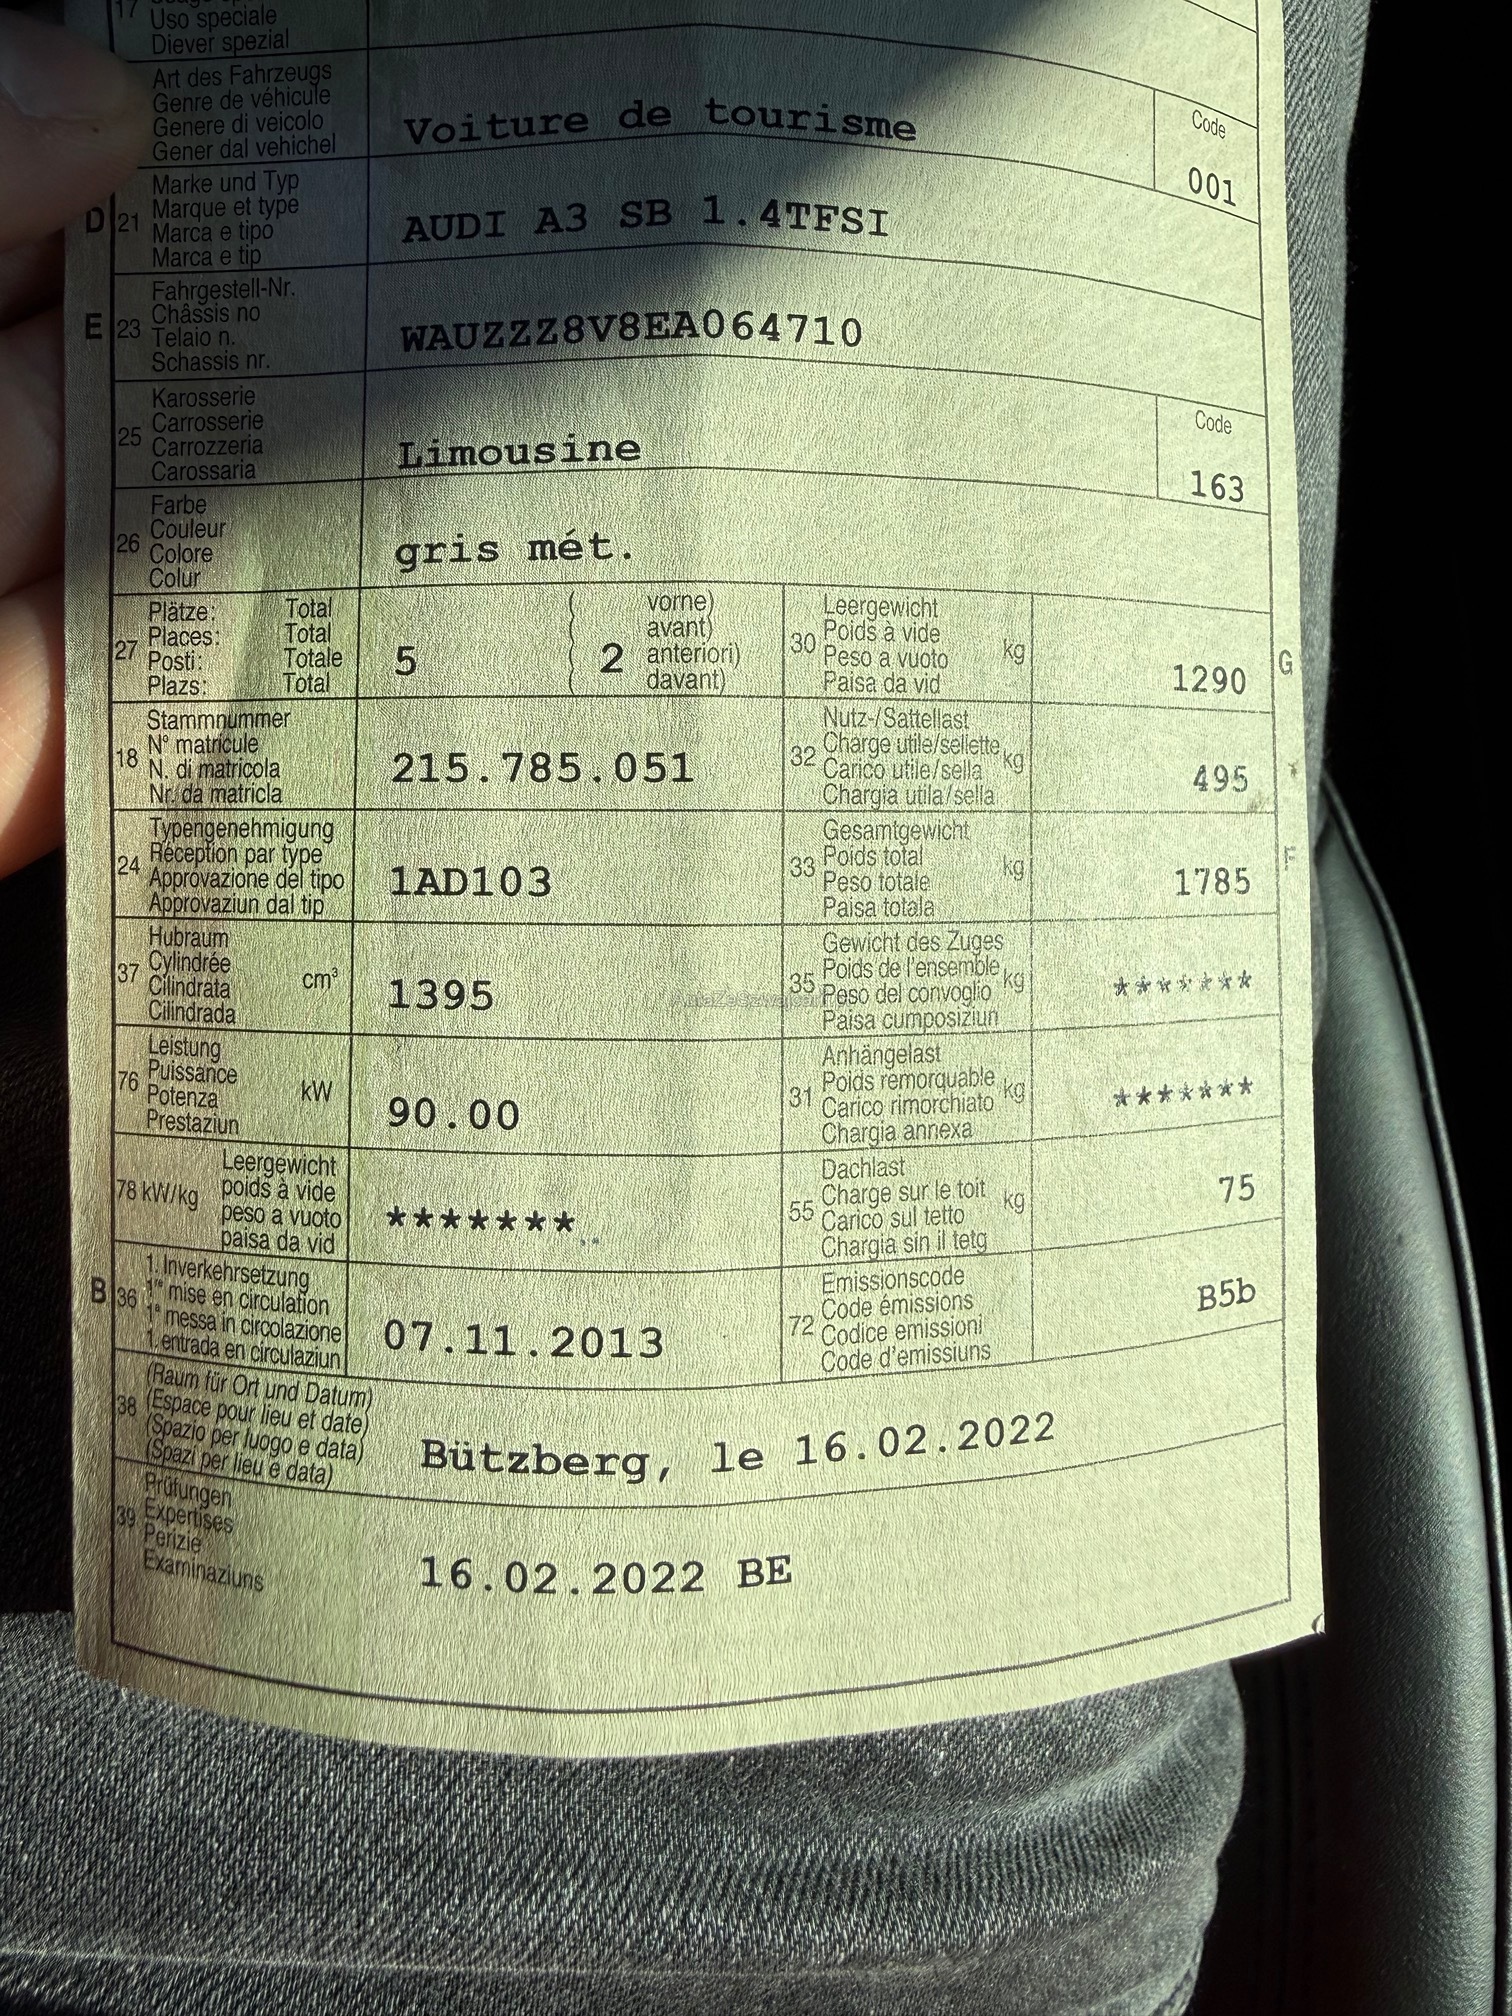 17
Uso speciale
Diever spezial
Art des Fahrzeugs
Genre de véhicule
Genere di veicolo
Gener dal vehichel
Voiture de tourisme
Code
001
D 21 Marke und Typ
Marque et type
Marca e tipo
Marca e tip
AUDI A3 SB 1.4TFSI
E 23 Fahrgestell-Nr.
Châssis no
Telaio n.
Schassis nr.
WAUZZZ8V8EA064710
25 Karosserie
Carrosserie
Carrozzeria
Carossaria
Limousine
Code
163
26 Farbe
Couleur
Colore
Colur
gris mét.
27 Plätze: Total
Places: Total
Posti: Totale
Plazs: Total
5
2
vorne)
avant)
anteriori)
davant)
30 Leergewicht
Poids à vide
Peso a vuoto
Paisa da vid
kg
1290
G
18 Stammnummer
N° matricule
N. di matricola
Nr. da matricla
215.785.051
32 Nutz-/Sattellast
Charge utile/sellette
Carico utile/sella
Chargia utila/sella
kg
495
*
24 Typengenehmigung
Réception par type
Approvazione del tipo
Approvaziun dal tip
1AD103
33 Gesamtgewicht
Poids total
Peso totale
Paisa totala
kg
1785
F
37 Hubraum
Cylindrée
Cilindrata
Cilindrada
cm³
1395
35 Gewicht des Zuges
Poids de l'ensemble
Peso del convoglio
Paisa cumposiziun
kg
*******
76 Leistung
Puissance
Potenza
Prestaziun
kW
90.00
31 Anhängelast
Poids remorquable
Carico rimorchiato
Chargia annexa
kg
*******
78 kW/kg
Leergewicht
poids à vide
peso a vuoto
paisa da vid
*******
55 Dachlast
Charge sur le toit
Carico sul tetto
Chargia sin il tetg
kg
75
B 36 1. Inverkehrsetzung
1re mise en circulation
1a messa in circolazione
1. entrada en circulaziun
07.11.2013
72 Emissionscode
Code émissions
Codice emissioni
Code d'emissiuns
B5b
38 (Raum für Ort und Datum)
(Espace pour lieu et date)
(Spazio per luogo e data)
(Spazi per lieu e data)
Bützberg, le 16.02.2022
39 Prüfungen
Expertises
Perizie
Examinaziuns
16.02.2022 BE